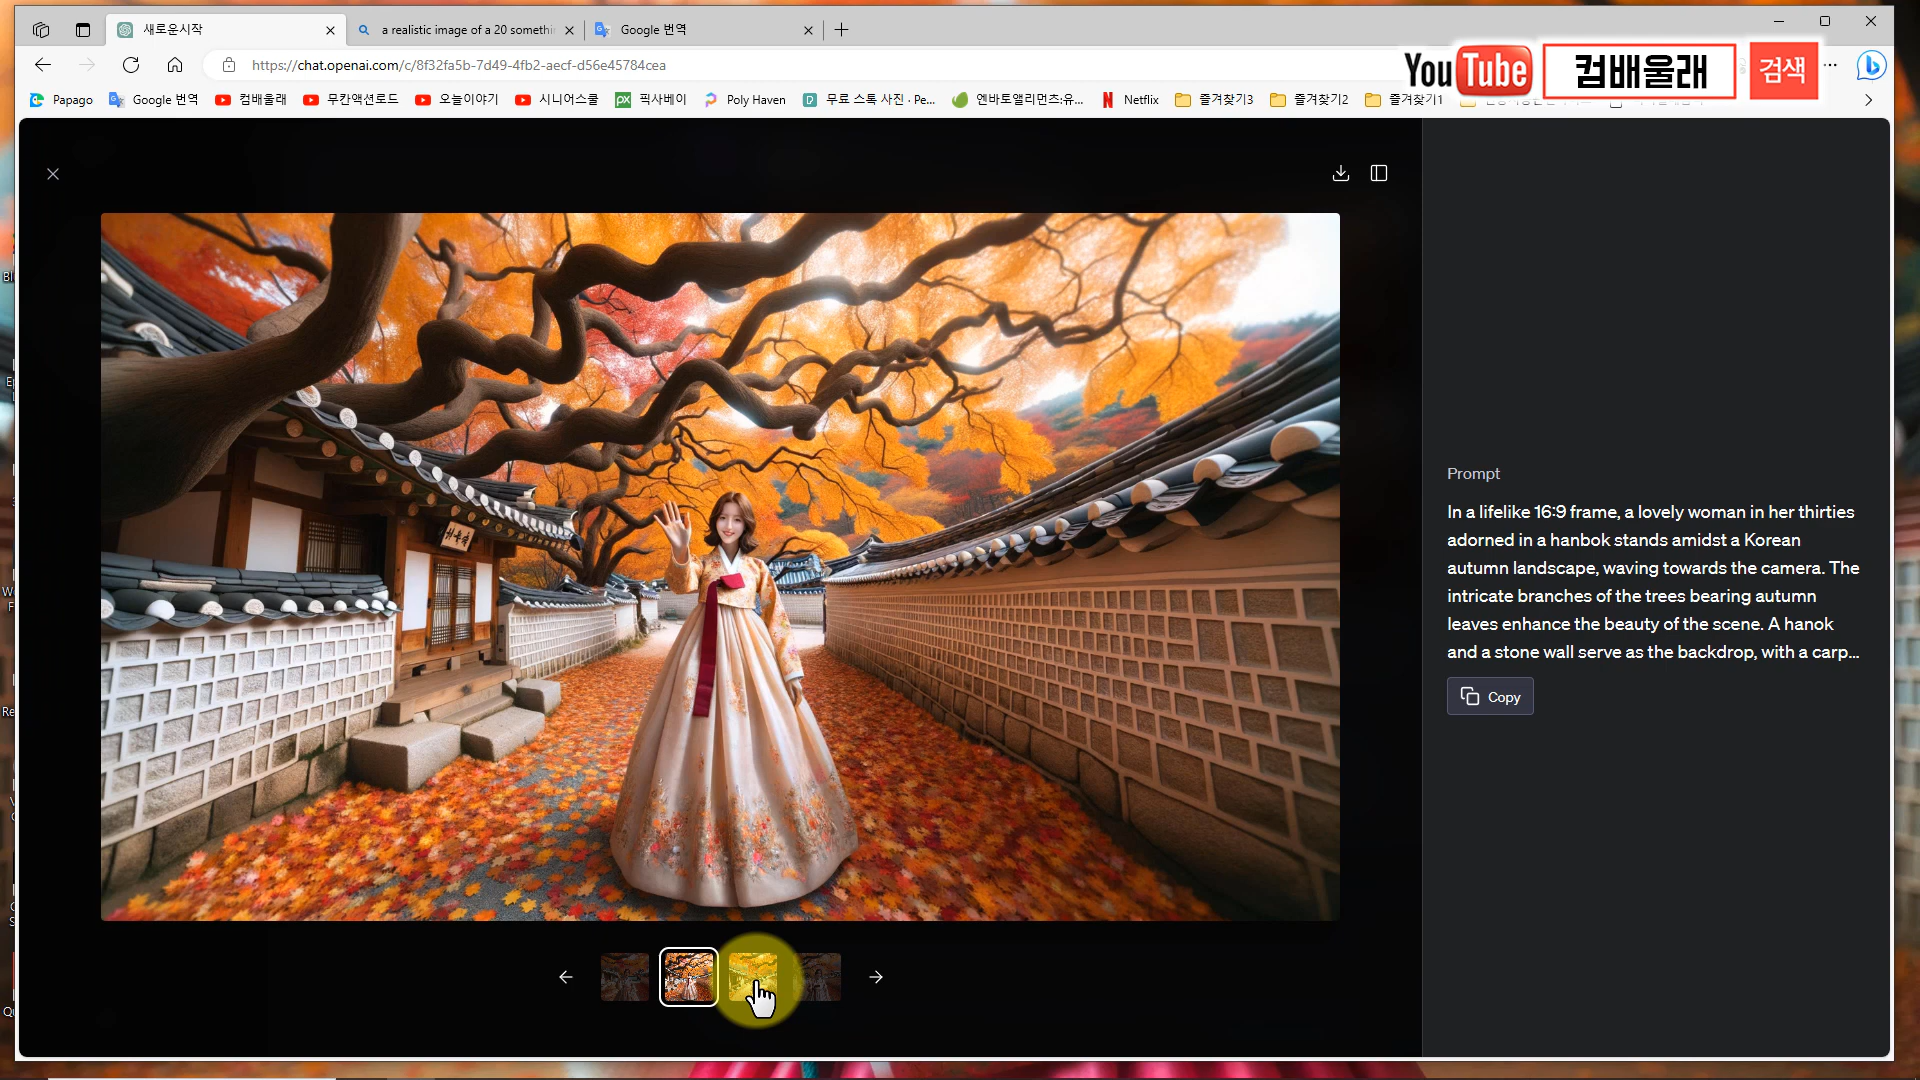 새로운시작
a realistic image of a 20 somethi
Google 번역
https://chat.openai.com/c/8f32fa5b-7d49-4fb2-aecf-d56e45784cea
YouTube 컴배울래 검색
Papago
Google 번역
컴배울래
무칸액션로드
오늘이야기
시니어스쿨
픽사베이
Poly Haven
무료 스톡 사진 · Pe...
엔바토앨리먼츠:유...
Netflix
즐겨찾기3
즐겨찾기2
즐겨찾기1
Prompt
In a lifelike 16:9 frame, a lovely woman in her thirties
adorned in a hanbok stands amidst a Korean
autumn landscape, waving towards the camera. The
intricate branches of the trees bearing autumn
leaves enhance the beauty of the scene. A hanok
and a stone wall serve as the backdrop, with a carp...
Copy